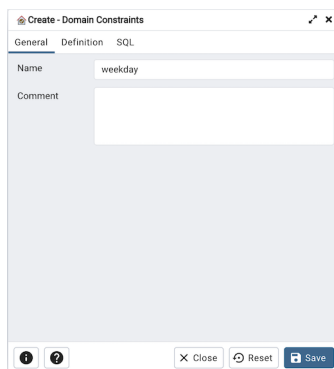 Create - Domain Constraints
General Definition SQL
Name weekday
Comment
Close Reset Save